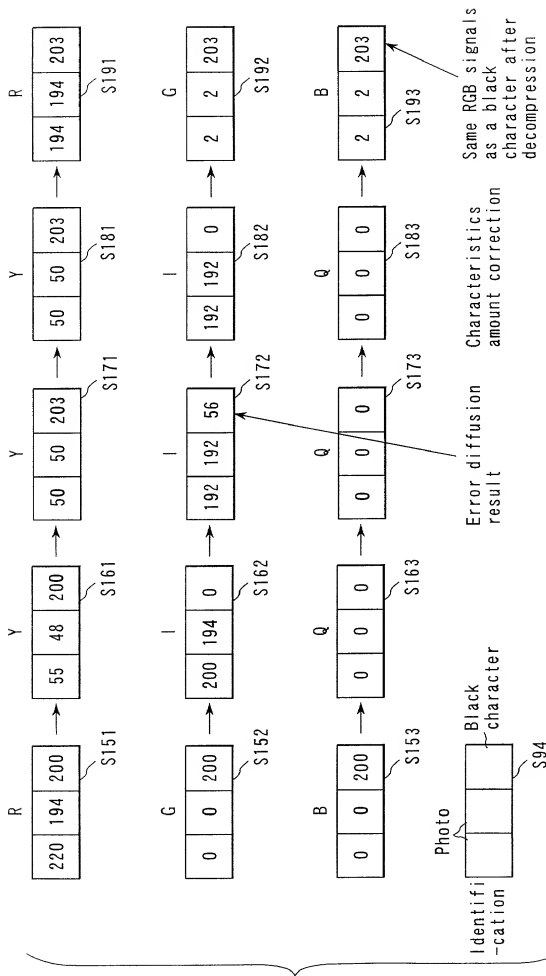 R
220 194 200
S151
Y
55 48 200
S161
Y
50 50 203
S171
Y
50 50 203
S181
R
194 194 203
S191
G
0 0 200
S152
I
200 194 0
S162
I
192 192 56
S172
I
192 192 0
S182
G
2 2 203
S192
B
0 0 200
S153
Q
0 0 0
S163
Q
0 0 0
S173
Q
0 0 0
S183
B
2 2 203
S193
Identifi
-cation
Photo
Black
character
S94
Error diffusion
result
Characteristics
amount correction
Same RGB signals
as a black
character after
decompression